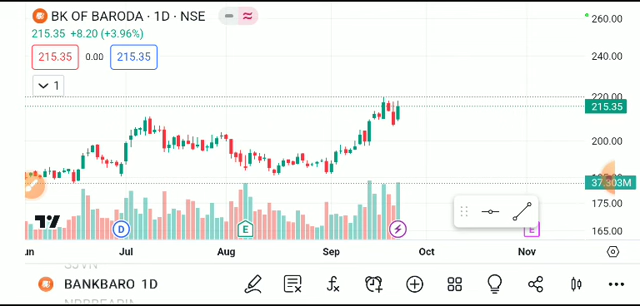 BK OF BARODA · 1D · NSE
215.35 +8.20 (+3.96%)
215.35 0.00 215.35
1
260.00
240.00
220.00
215.35
200.00
37.303M
175.00
165.00
D E E
Jul Aug Sep Oct Nov
BANKBARO 1D